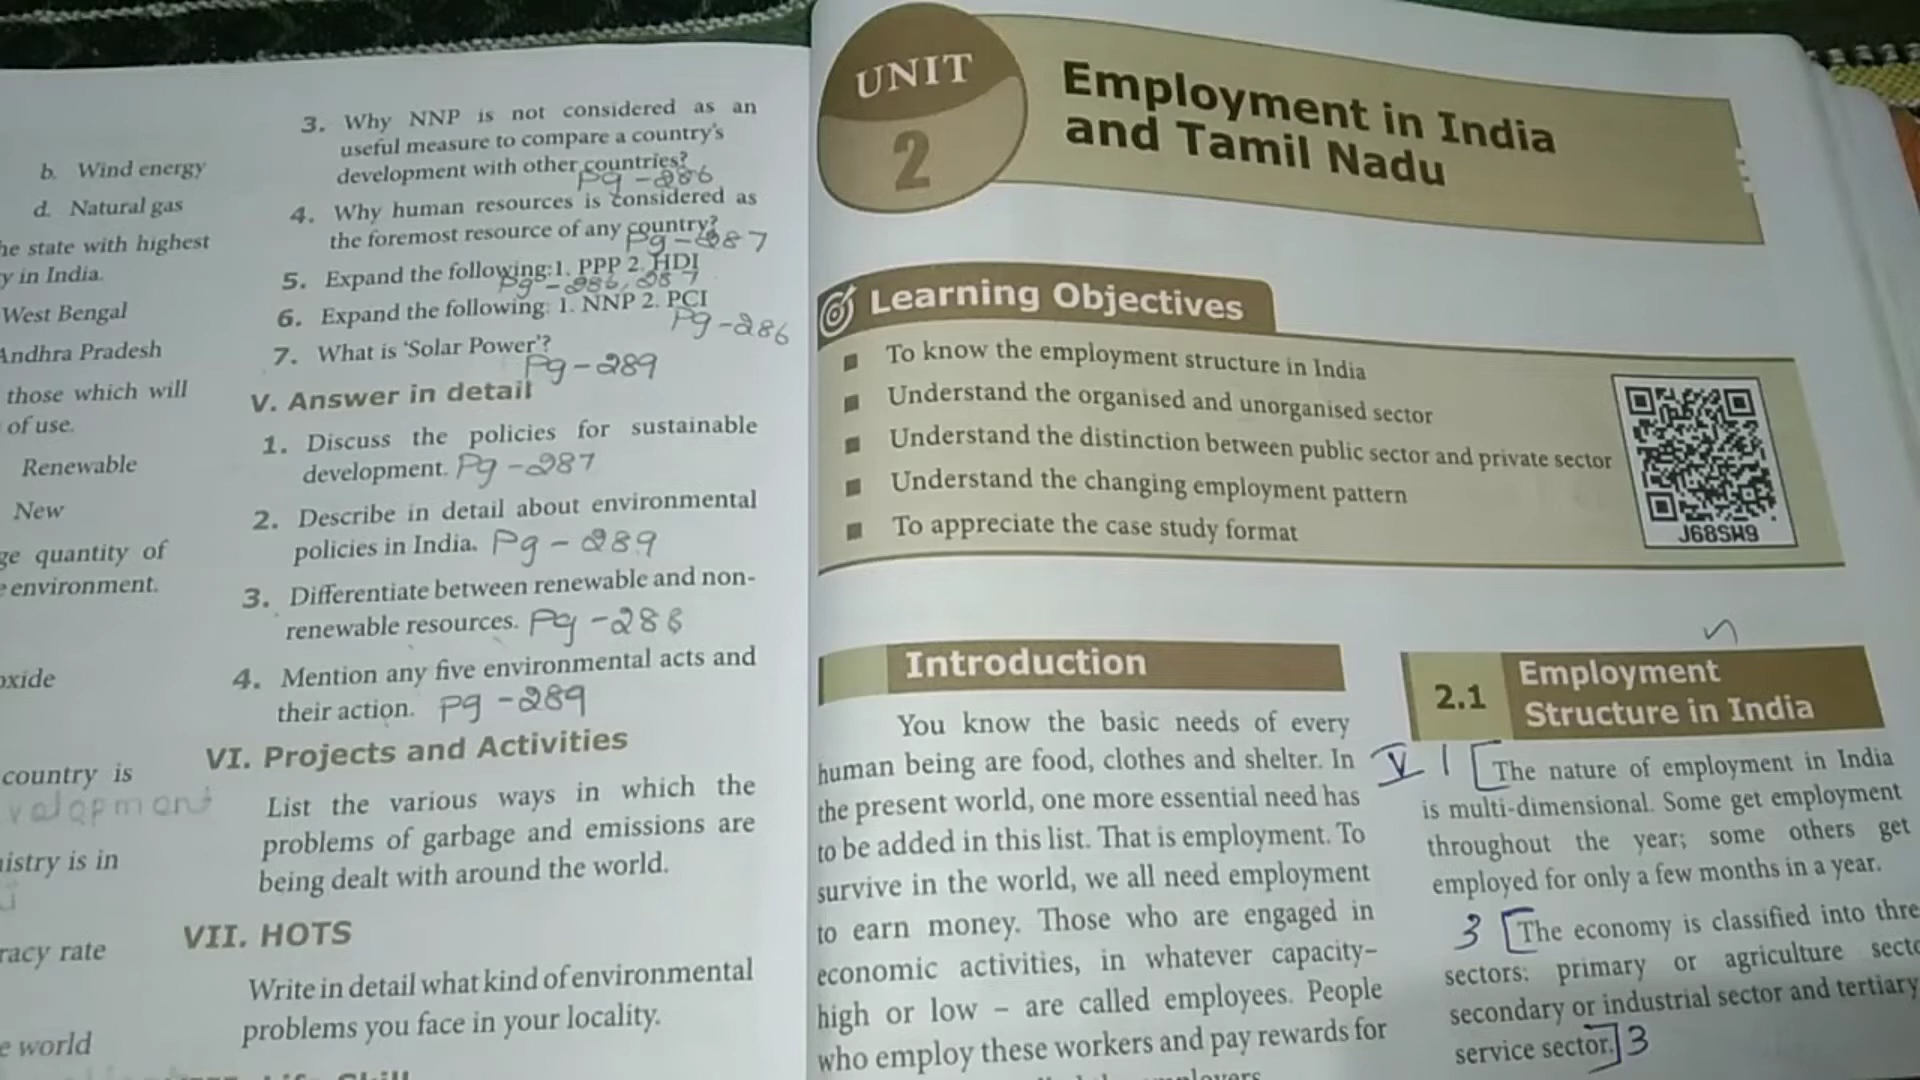 b. Wind energy
d. Natural gas
he state with highest
y in India.
West Bengal
Andhra Pradesh
those which will
of use.
Renewable
New
ge quantity of
environment.
oxide
country is
velopment
istry is in
racy rate
e world
3. Why NNP is not considered as an
useful measure to compare a country's
development with other countries?
Pg - 286
4. Why human resources is considered as
the foremost resource of any country?
Pg - 287
5. Expand the following:1. PPP 2. HDI
Pg - 286, 287
6. Expand the following: 1. NNP 2. PCI
Pg - 286
7. What is 'Solar Power'?
Pg - 289
V. Answer in detail
1. Discuss the policies for sustainable
development. Pg - 287
2. Describe in detail about environmental
policies in India. Pg - 289
3. Differentiate between renewable and non-
renewable resources. Pg - 288
4. Mention any five environmental acts and
their action. Pg - 289
VI. Projects and Activities
List the various ways in which the
problems of garbage and emissions are
being dealt with around the world.
VII. HOTS
Write in detail what kind of environmental
problems you face in your locality.
UNIT
2
Employment in India
and Tamil Nadu
Learning Objectives
To know the employment structure in India
Understand the organised and unorganised sector
Understand the distinction between public sector and private sector
Understand the changing employment pattern
To appreciate the case study format
J68SW9
Introduction
You know the basic needs of every
human being are food, clothes and shelter. In
the present world, one more essential need has
to be added in this list. That is employment. To
survive in the world, we all need employment
to earn money. Those who are engaged in
economic activities, in whatever capacity-
high or low – are called employees. People
who employ these workers and pay rewards for
2.1 Employment
Structure in India
V 1 [The nature of employment in India
is multi-dimensional. Some get employment
throughout the year; some others get
employed for only a few months in a year.
3 [The economy is classified into thre
sectors: primary or agriculture secto
secondary or industrial sector and tertiary
service sector.] 3